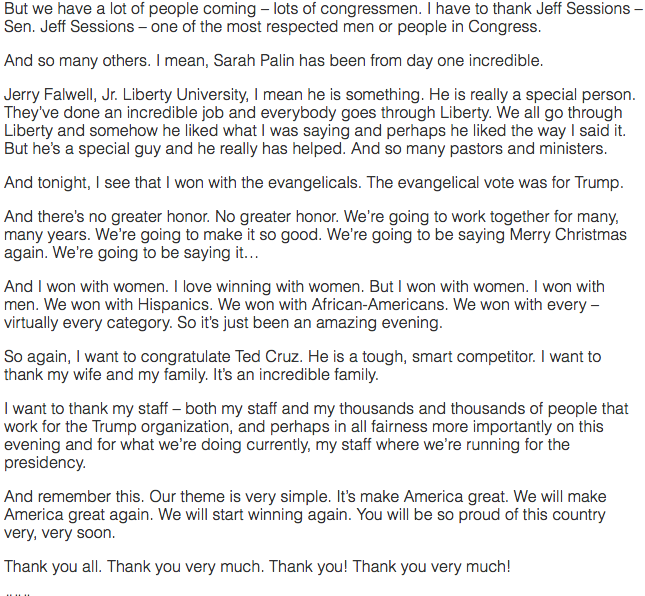 But we have a lot of people coming – lots of congressmen. I have to thank Jeff Sessions –
Sen. Jeff Sessions – one of the most respected men or people in Congress.
And so many others. I mean, Sarah Palin has been from day one incredible.
Jerry Falwell, Jr. Liberty University, I mean he is something. He is really a special person.
They’ve done an incredible job and everybody goes through Liberty. We all go through
Liberty and somehow he liked what I was saying and perhaps he liked the way I said it.
But he’s a special guy and he really has helped. And so many pastors and ministers.
And tonight, I see that I won with the evangelicals. The evangelical vote was for Trump.
And there’s no greater honor. No greater honor. We’re going to work together for many,
many years. We’re going to make it so good. We’re going to be saying Merry Christmas
again. We’re going to be saying it…
And I won with women. I love winning with women. But I won with women. I won with
men. We won with Hispanics. We won with African-Americans. We won with every –
virtually every category. So it’s just been an amazing evening.
So again, I want to congratulate Ted Cruz. He is a tough, smart competitor. I want to
thank my wife and my family. It’s an incredible family.
I want to thank my staff – both my staff and my thousands and thousands of people that
work for the Trump organization, and perhaps in all fairness more importantly on this
evening and for what we’re doing currently, my staff where we’re running for the
presidency.
And remember this. Our theme is very simple. It’s make America great. We will make
America great again. We will start winning again. You will be so proud of this country
very, very soon.
Thank you all. Thank you very much. Thank you! Thank you very much!